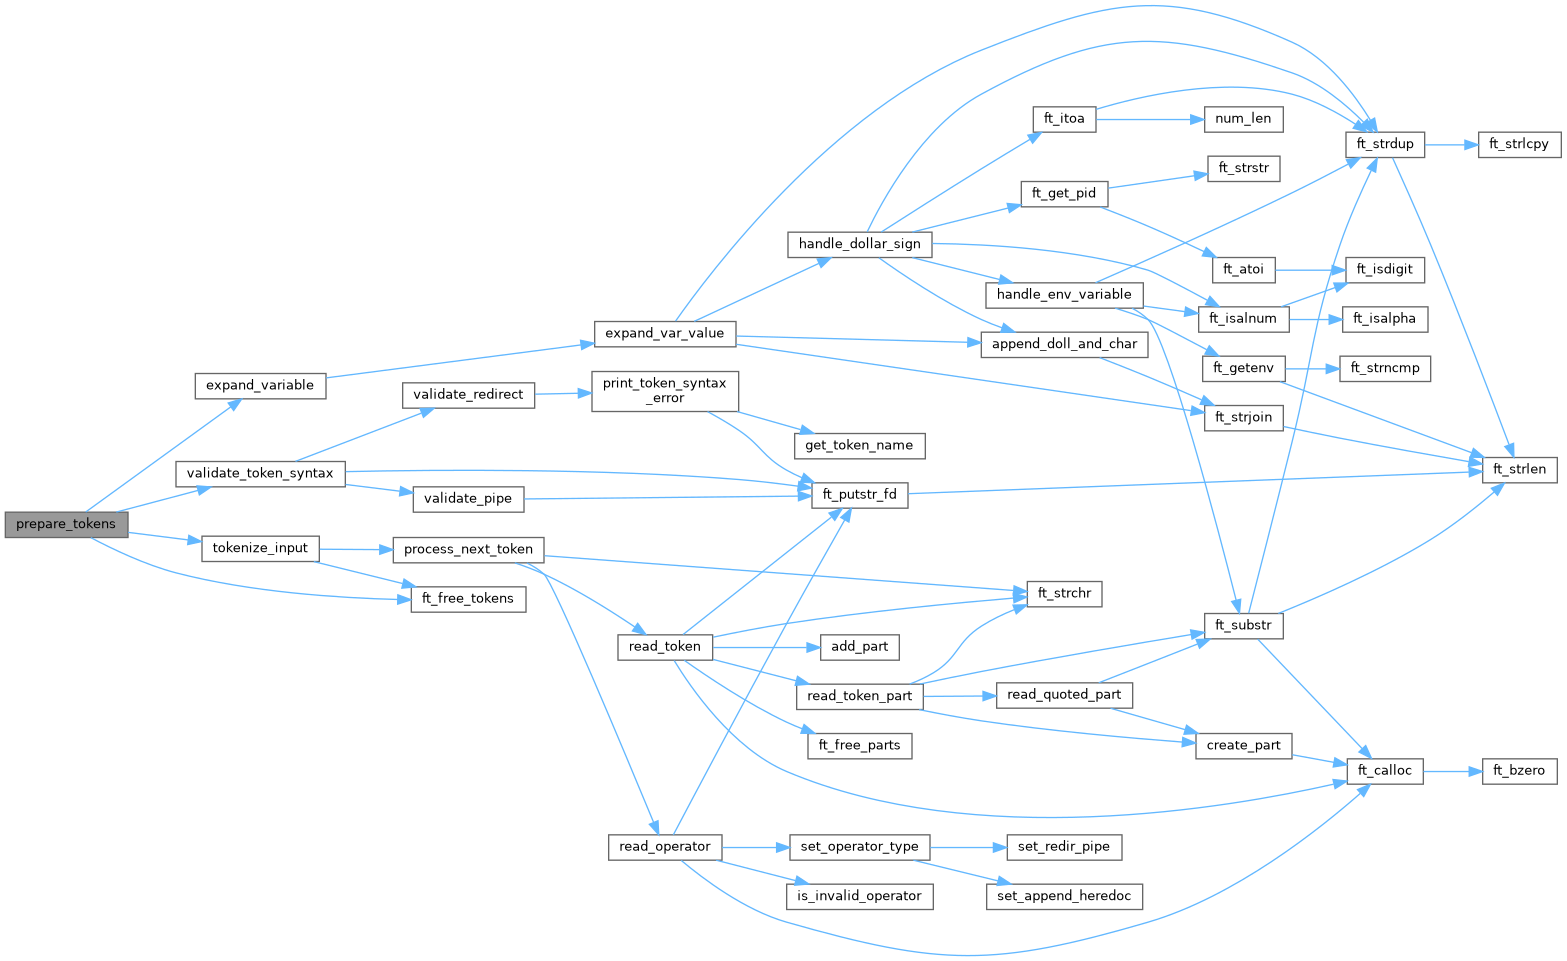 prepare_tokens
expand_variable
validate_token_syntax
tokenize_input
ft_free_tokens
validate_redirect
validate_pipe
process_next_token
expand_var_value
print_token_syntax
_error
read_token
read_operator
handle_dollar_sign
get_token_name
ft_putstr_fd
add_part
read_token_part
ft_free_parts
set_operator_type
is_invalid_operator
ft_itoa
ft_get_pid
handle_env_variable
append_doll_and_char
ft_strchr
read_quoted_part
set_redir_pipe
set_append_heredoc
num_len
ft_strstr
ft_atoi
ft_isalnum
ft_getenv
ft_strjoin
ft_substr
create_part
ft_strdup
ft_isdigit
ft_isalpha
ft_strncmp
ft_calloc
ft_strlcpy
ft_strlen
ft_bzero